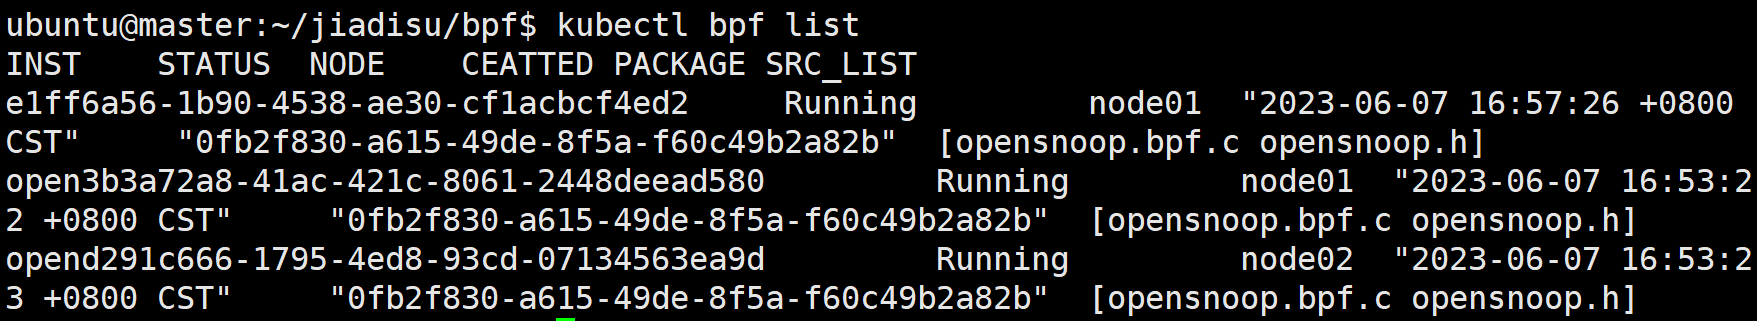 ubuntu@master:~/jiadisu/bpf$ kubectl bpf list
INST    STATUS  NODE    CEATTED PACKAGE SRC_LIST
e1ff6a56-1b90-4538-ae30-cf1acbcf4ed2     Running         node01  "2023-06-07 16:57:26 +0800
CST"     "0fb2f830-a615-49de-8f5a-f60c49b2a82b"  [opensnoop.bpf.c opensnoop.h]
open3b3a72a8-41ac-421c-8061-2448deead580         Running         node01  "2023-06-07 16:53:2
2 +0800 CST"     "0fb2f830-a615-49de-8f5a-f60c49b2a82b"  [opensnoop.bpf.c opensnoop.h]
opend291c666-1795-4ed8-93cd-07134563ea9d         Running         node02  "2023-06-07 16:53:2
3 +0800 CST"     "0fb2f830-a615-49de-8f5a-f60c49b2a82b"  [opensnoop.bpf.c opensnoop.h]